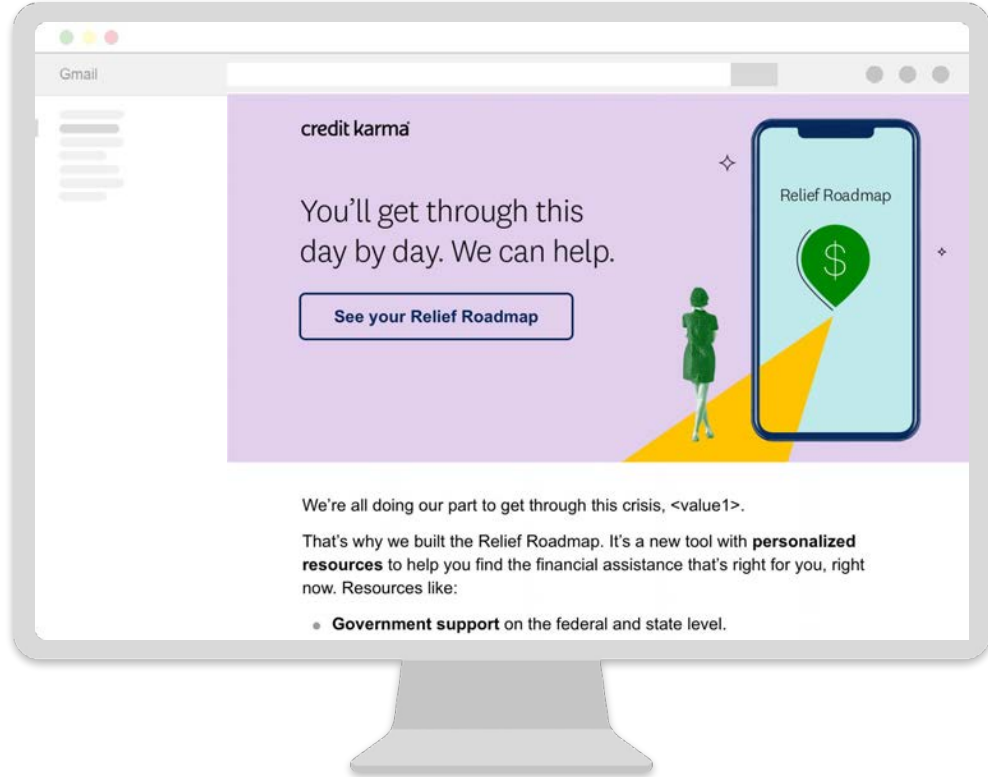 Gmail
credit karma
You'll get through this
day by day. We can help.
See your Relief Roadmap
Relief Roadmap
$
We're all doing our part to get through this crisis, <value1>.
That's why we built the Relief Roadmap. It's a new tool with personalized
resources to help you find the financial assistance that's right for you, right
now. Resources like:
• Government support on the federal and state level.